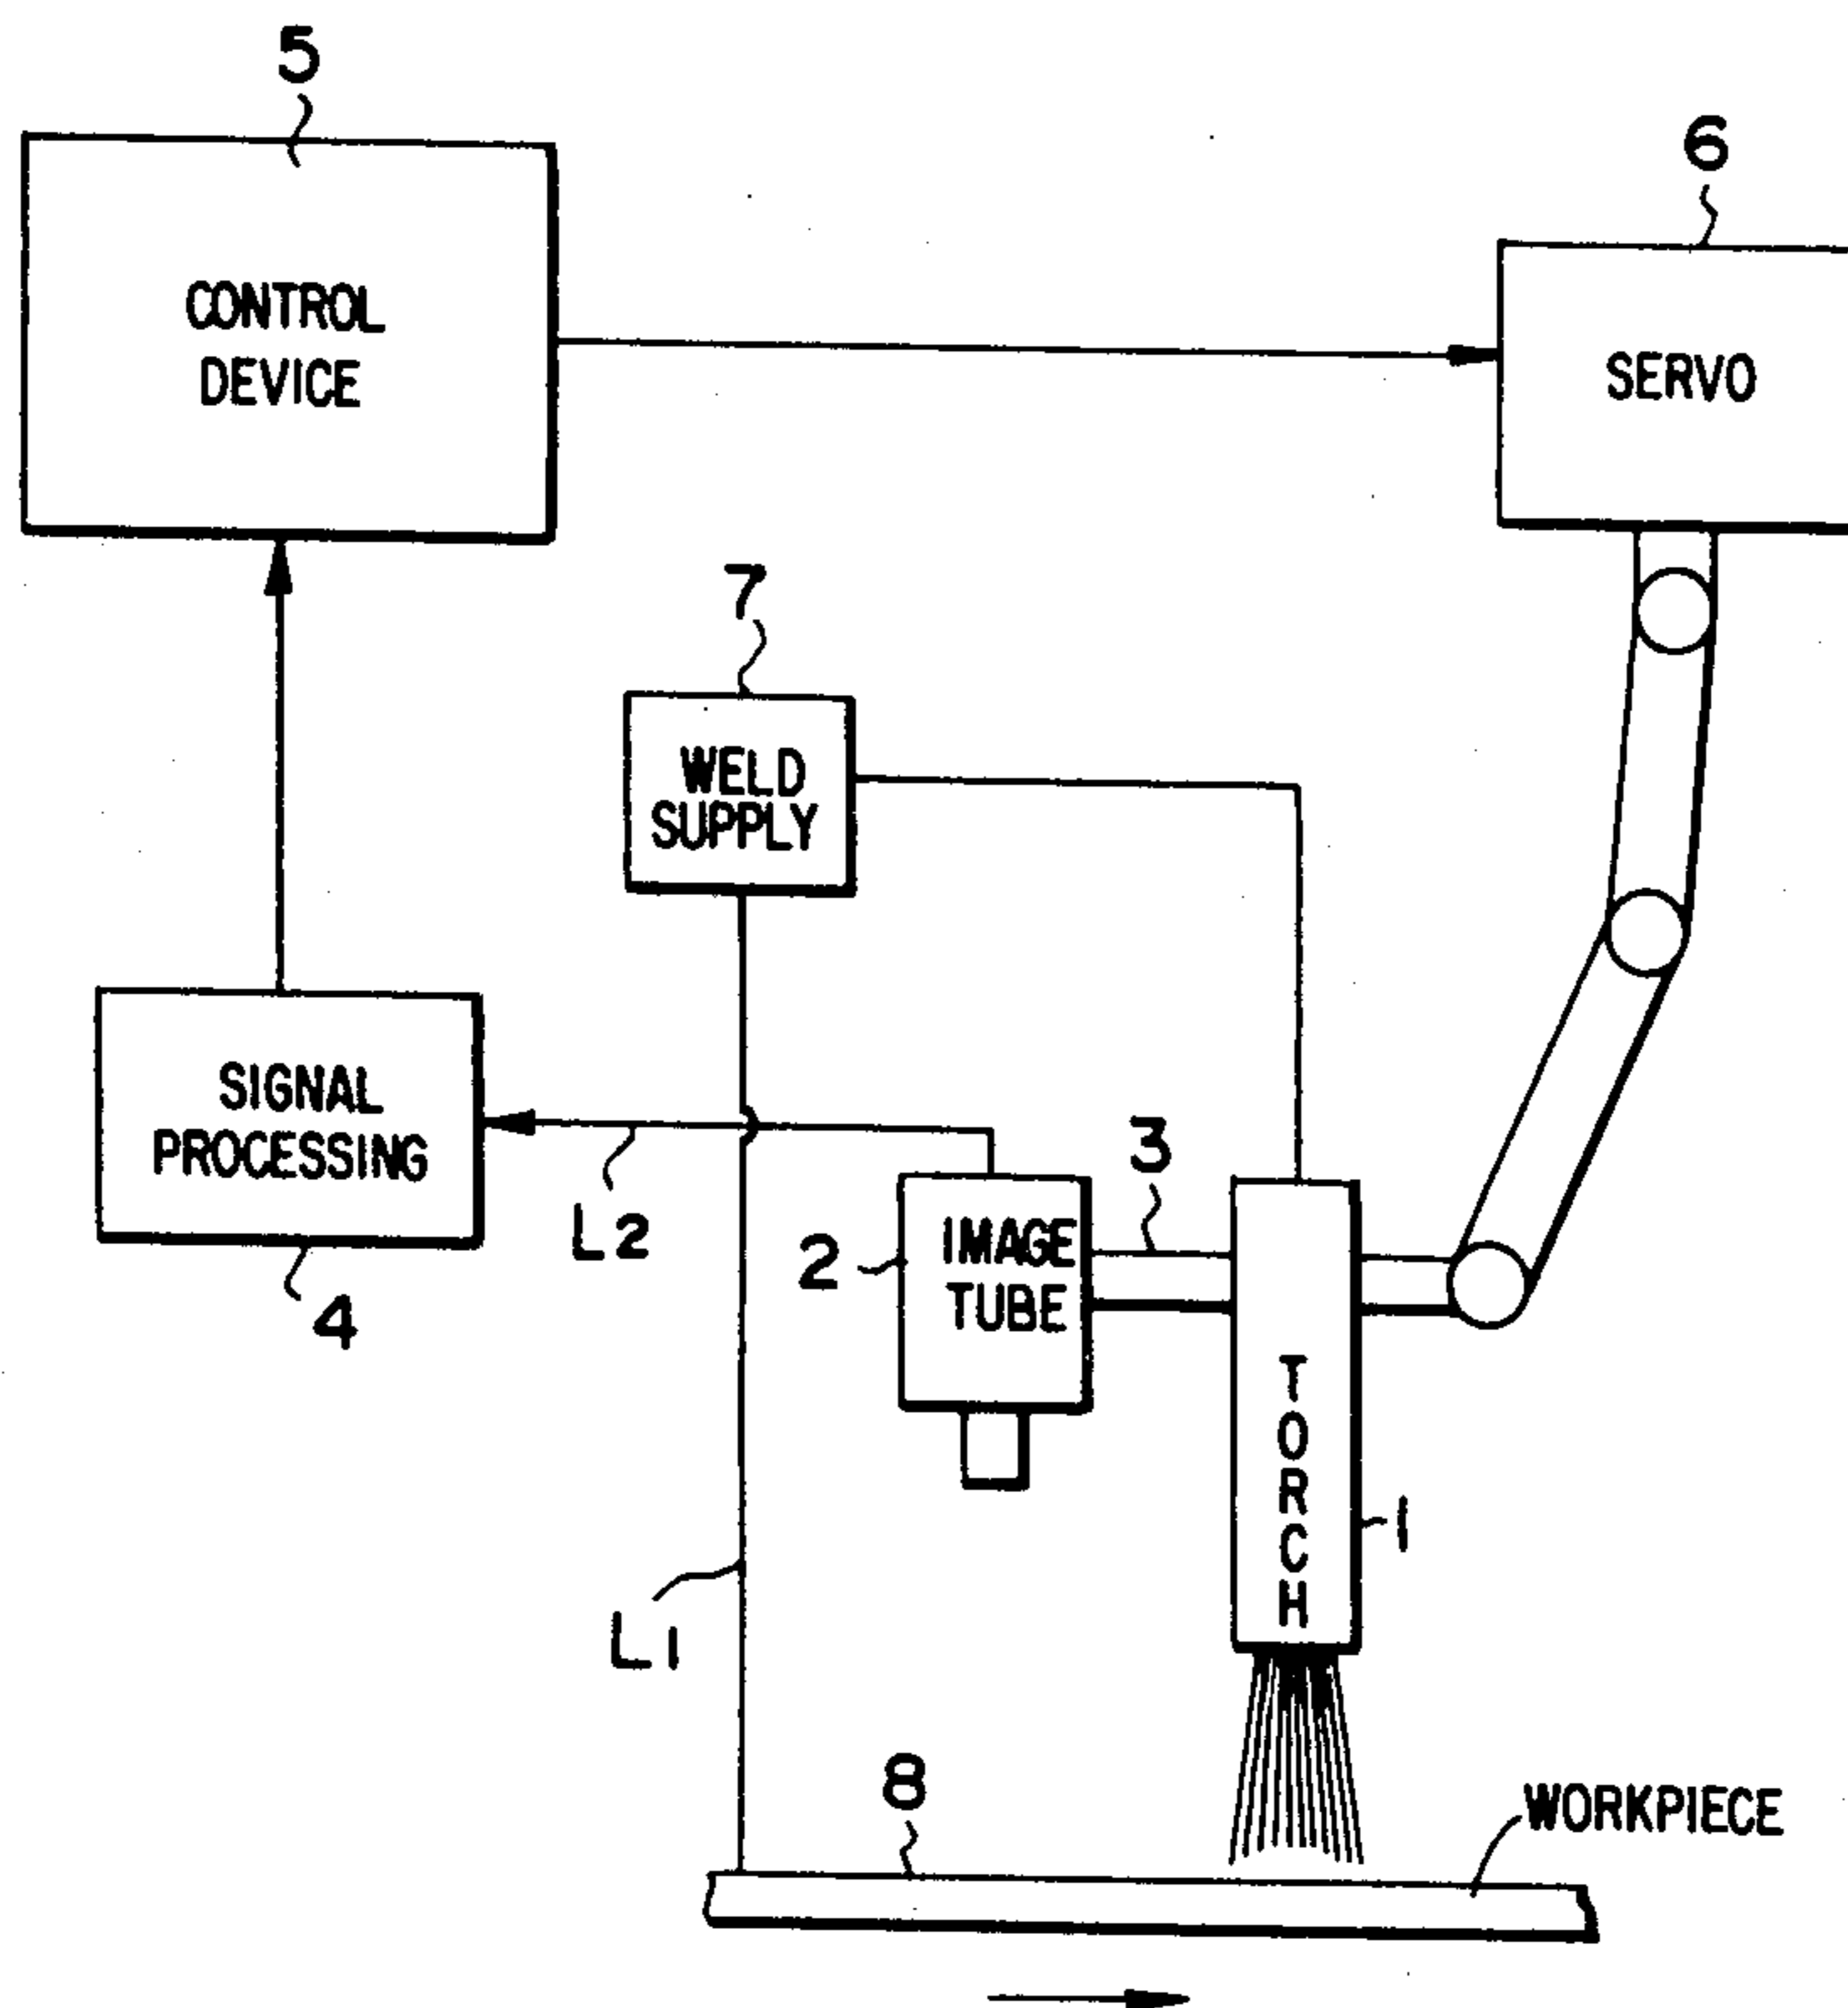 5
6
CONTROL
DEVICE
SERVO
7
WELD
SUPPLY
SIGNAL
PROCESSING
L2
4
3
2
IMAGE
TUBE
TORCH
1
L1
8
WORKPIECE